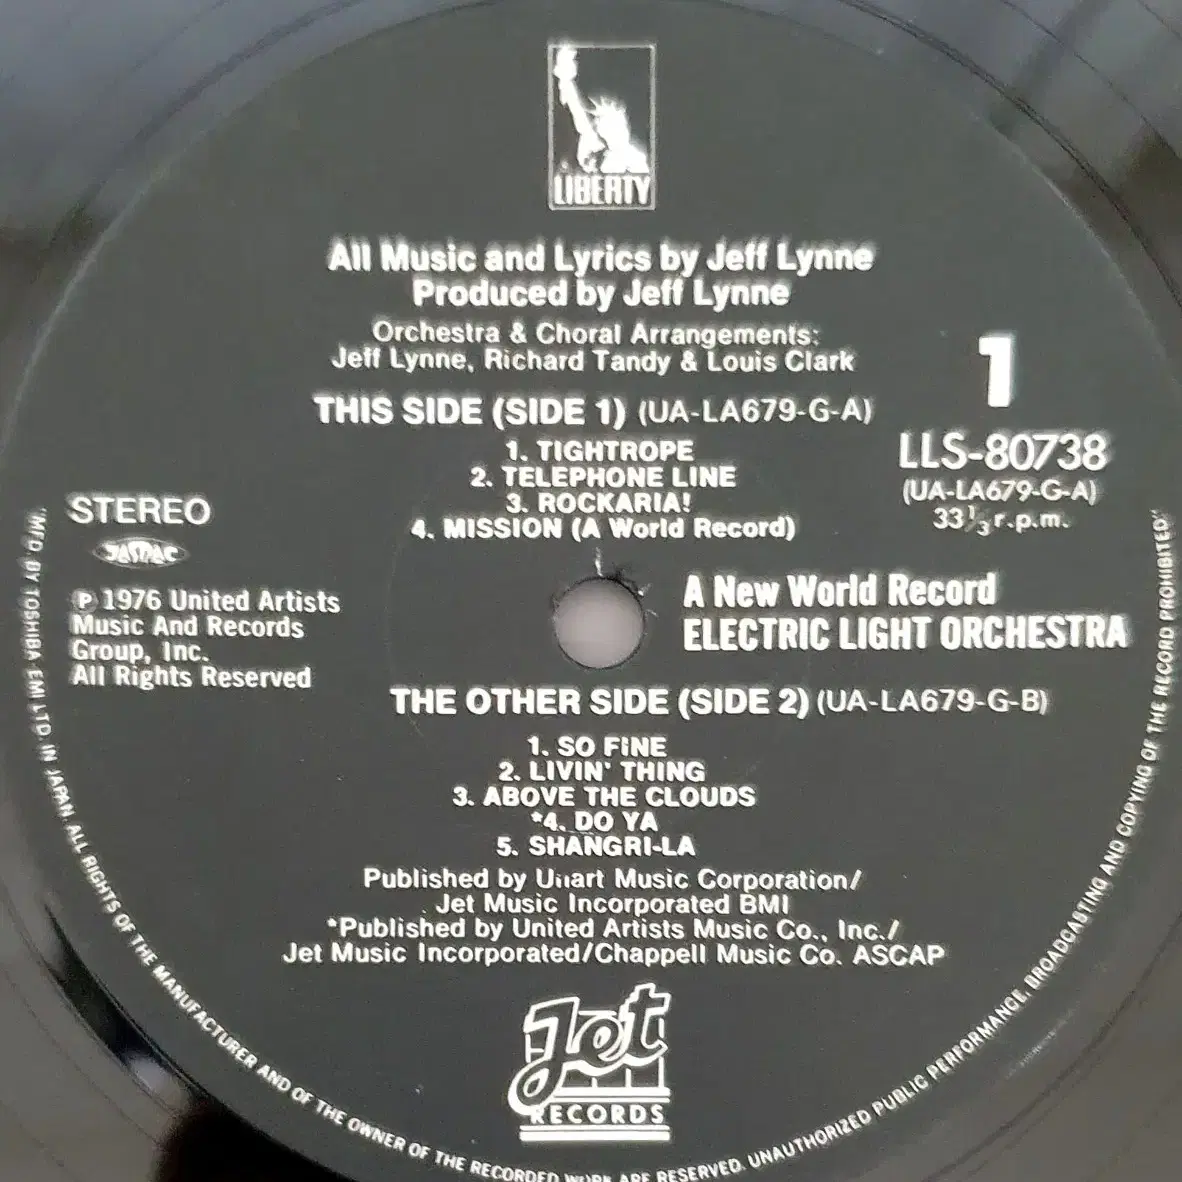 LIBERTY
All Music and Lyrics by Jeff Lynne
Produced by Jeff Lynne
Orchestra & Choral Arrangements:
Jeff Lynne, Richard Tandy & Louis Clark
1
THIS SIDE (SIDE 1) (UA-LA679-G-A)
1. TIGHTROPE
2. TELEPHONE LINE
3. ROCKARIA!
4. MISSION (A World Record)
LLS-80738
(UA-LA679-G-A)
33⅓ r.p.m.
STEREO
JASRAC
Ⓟ 1976 United Artists
Music And Records
Group, Inc.
All Rights Reserved
A New World Record
ELECTRIC LIGHT ORCHESTRA
THE OTHER SIDE (SIDE 2) (UA-LA679-G-B)
1. SO FINE
2. LIVIN' THING
3. ABOVE THE CLOUDS
*4. DO YA
5. SHANGRI-LA
Published by Unart Music Corporation/
Jet Music Incorporated BMI
*Published by United Artists Music Co., Inc./
Jet Music Incorporated/Chappell Music Co. ASCAP
Jet
RECORDS
"MFD BY TOSHIBA EMI LTD. IN JAPAN. ALL RIGHTS OF THE MANUFACTURER AND OF THE OWNER OF THE RECORDED WORK ARE RESERVED. UNAUTHORIZED PUBLIC PERFORMANCE, BROADCASTING AND COPYING OF THE RECORD PROHIBITED"